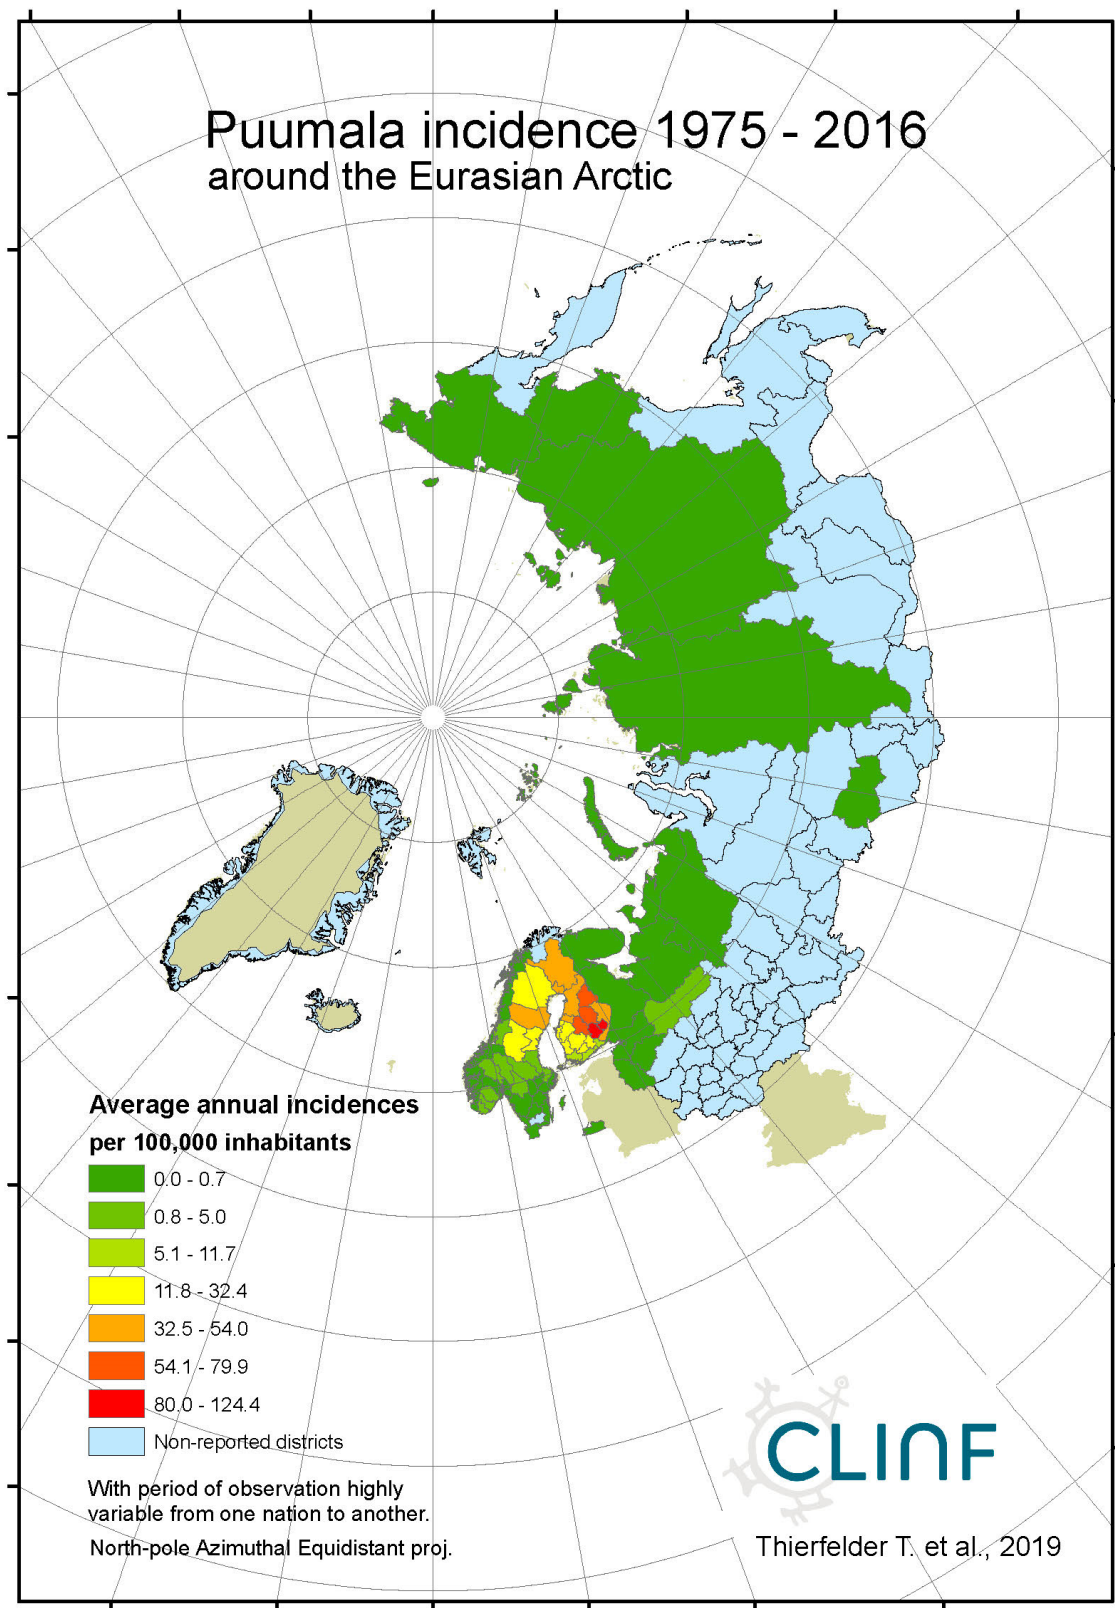 Puumala incidence 1975 - 2016
around the Eurasian Arctic
Average annual incidences
per 100,000 inhabitants
0.0 - 0.7
0.8 - 5.0
5.1 - 11.7
11.8 - 32.4
32.5 - 54.0
54.1 - 79.9
80.0 - 124.4
Non-reported districts
With period of observation highly
variable from one nation to another.
North-pole Azimuthal Equidistant proj.
CLINF
Thierfelder T. et al., 2019